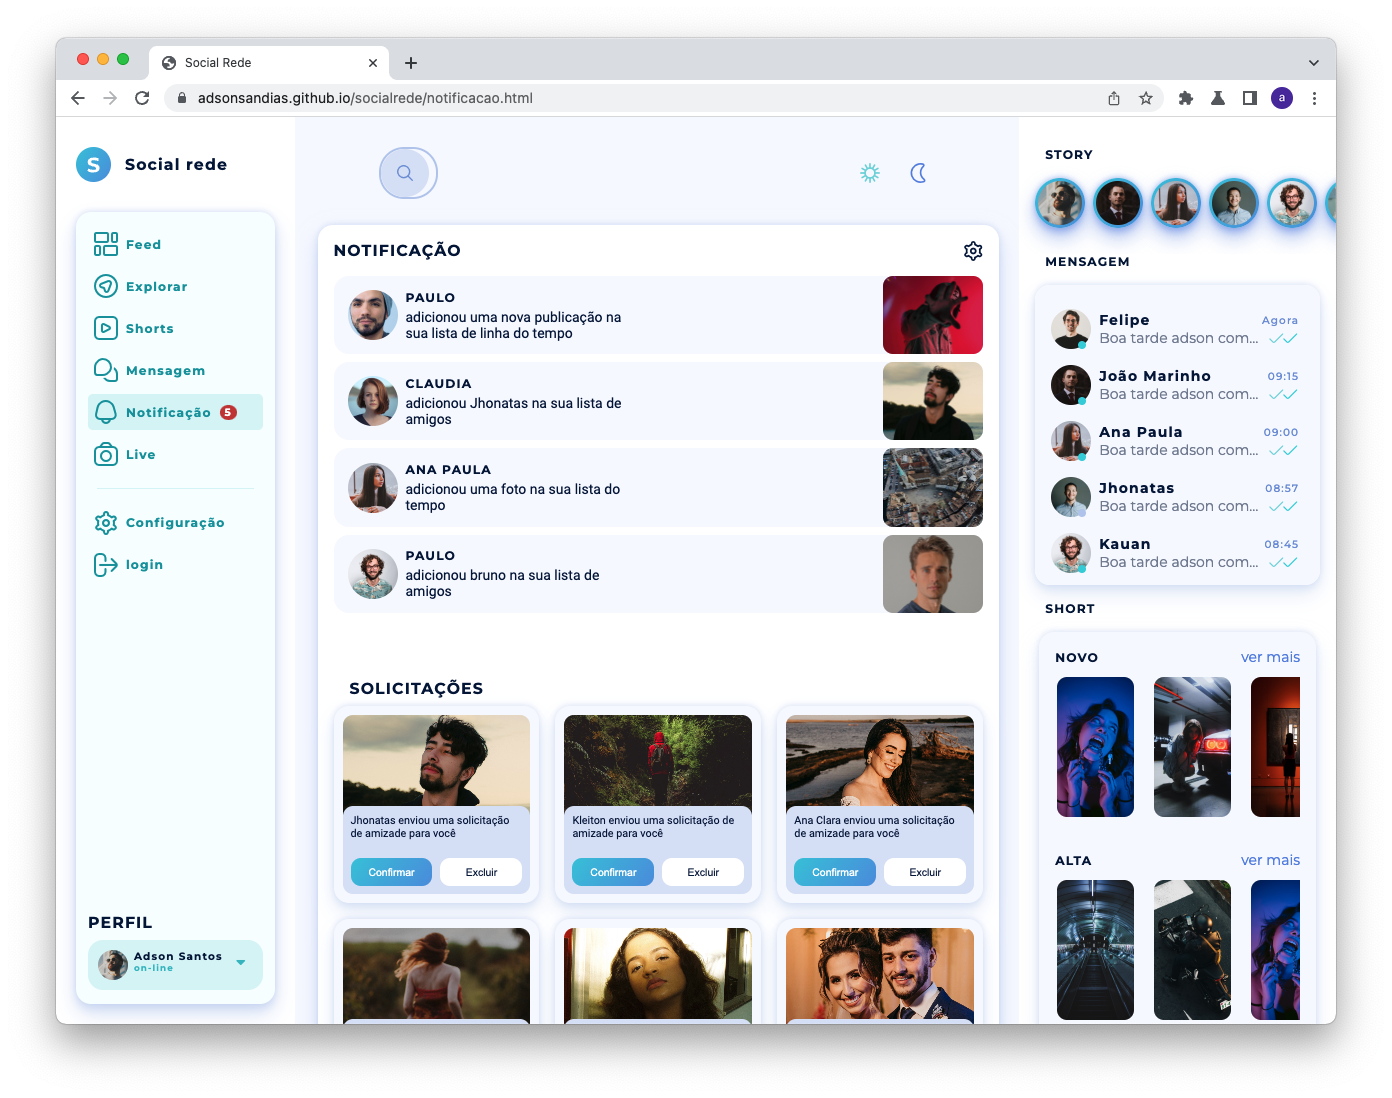 Social Rede
adsonsandias.github.io/socialrede/notificacao.html
a
S
Social rede
Feed
Explorar
Shorts
Mensagem
Notificação 5
Live
Configuração
login
PERFIL
Adson Santos
on-line
NOTIFICAÇÃO
PAULO
adicionou uma nova publicação na
sua lista de linha do tempo
CLAUDIA
adicionou Jhonatas na sua lista de
amigos
ANA PAULA
adicionou uma foto na sua lista do
tempo
PAULO
adicionou bruno na sua lista de
amigos
SOLICITAÇÕES
Jhonatas enviou uma solicitação
de amizade para você
Confirmar Excluir
Kleiton enviou uma solicitação de
amizade para você
Confirmar Excluir
Ana Clara enviou uma solicitação
de amizade para você
Confirmar Excluir
STORY
MENSAGEM
Felipe Agora
Boa tarde adson com...
João Marinho 09:15
Boa tarde adson com...
Ana Paula 09:00
Boa tarde adson com...
Jhonatas 08:57
Boa tarde adson com...
Kauan 08:45
Boa tarde adson com...
SHORT
NOVO ver mais
ALTA ver mais